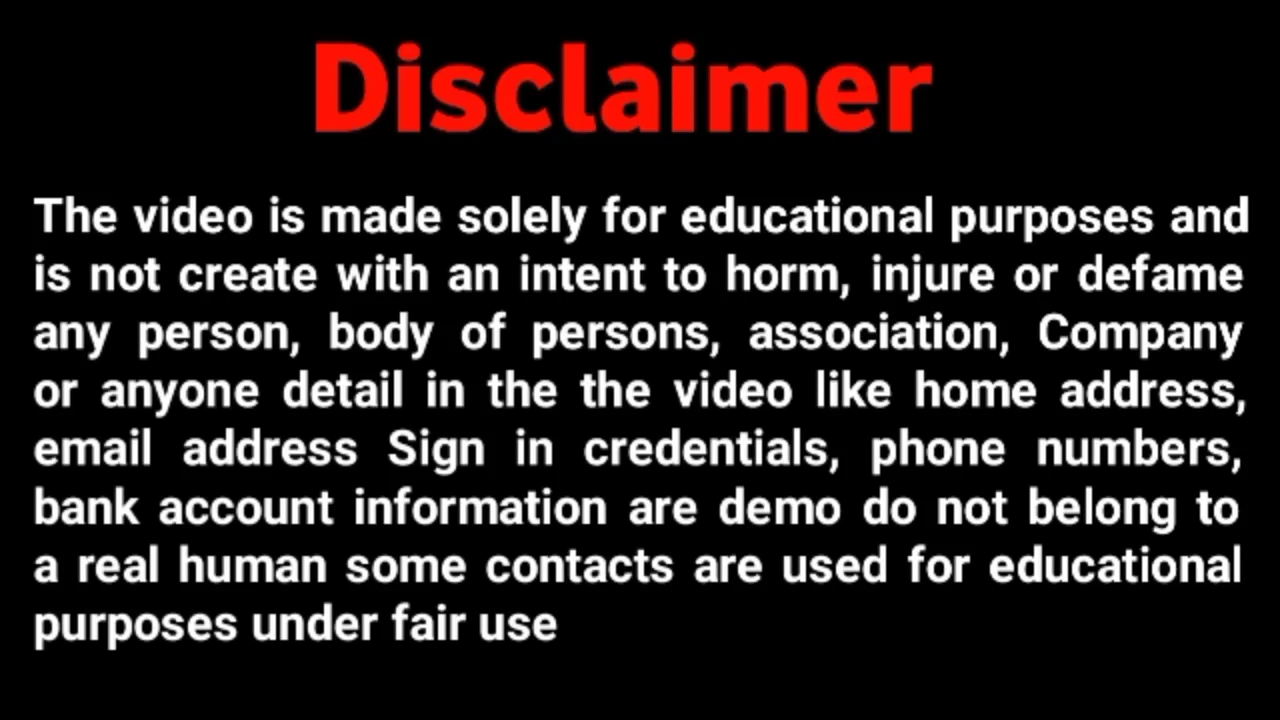 Disclaimer
The video is made solely for educational purposes and
is not create with an intent to horm, injure or defame
any person, body of persons, association, Company
or anyone detail in the the video like home address,
email address Sign in credentials, phone numbers,
bank account information are demo do not belong to
a real human some contacts are used for educational
purposes under fair use